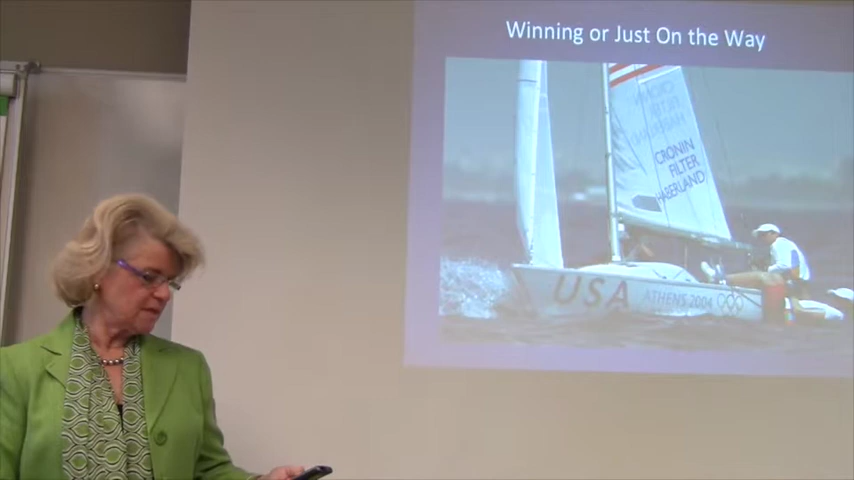 Winning or Just On the Way
CRONIN
FILTER
HABERLAND
USA
ATHENS 2004